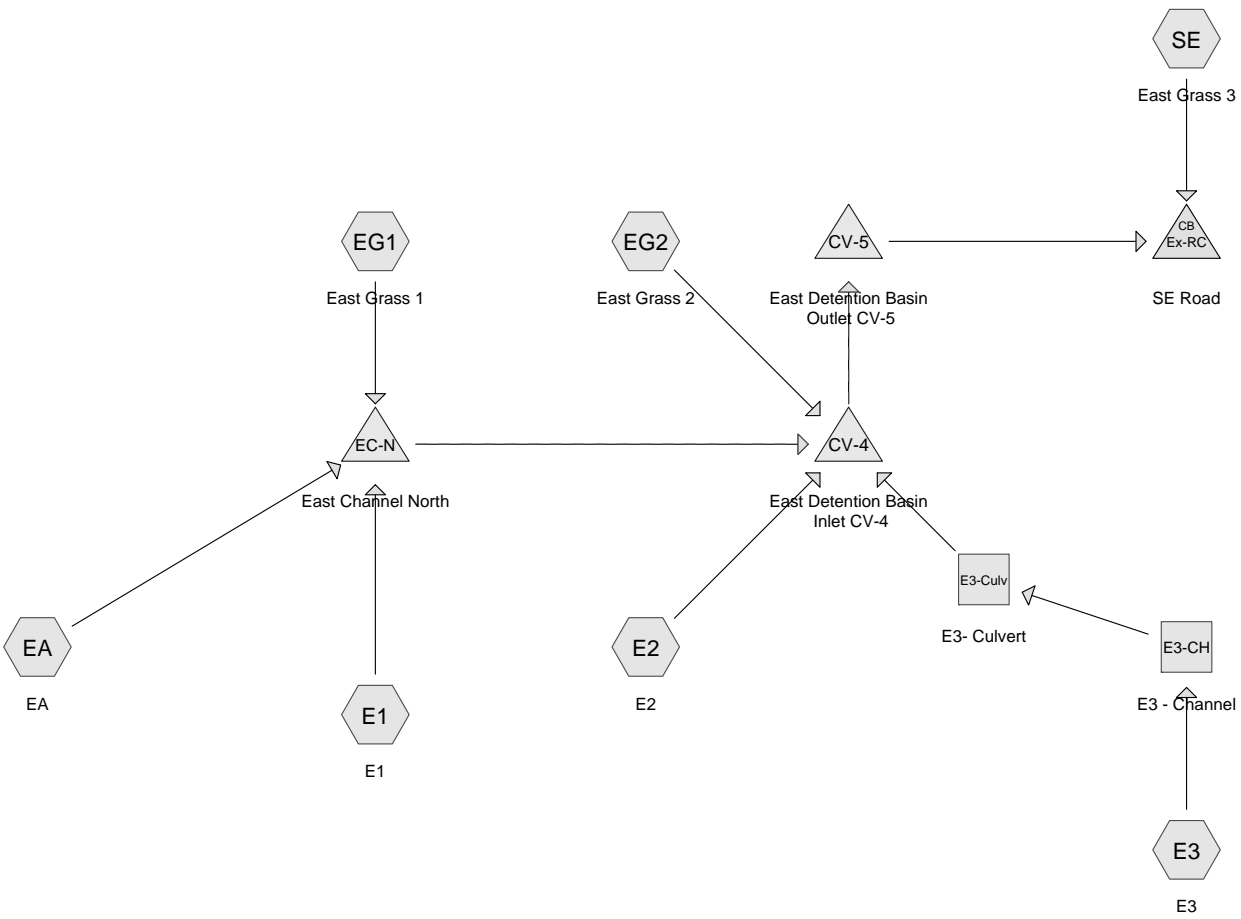 SE
East Grass 3
EG1
East Grass 1
EG2
East Grass 2
CV-5
East Detention Basin
Outlet CV-5
CB
Ex-RC
SE Road
EC-N
East Channel North
CV-4
East Detention Basin
Inlet CV-4
E3-Culv
E3- Culvert
EA
EA
E1
E1
E2
E2
E3-CH
E3 - Channel
E3
E3